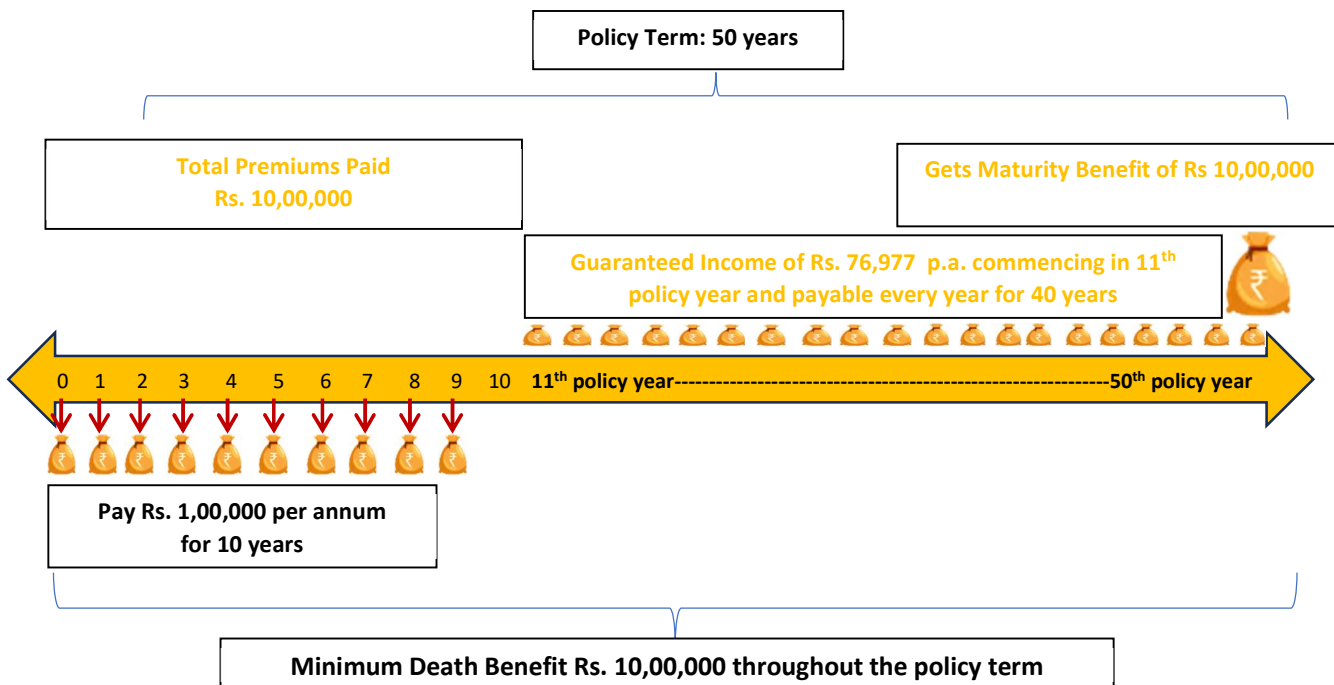 Policy Term: 50 years
Total Premiums Paid
Rs. 10,00,000
Gets Maturity Benefit of Rs 10,00,000
Guaranteed Income of Rs. 76,977 p.a. commencing in 11th
policy year and payable every year for 40 years
0 1 2 3 4 5 6 7 8 9 10 11th policy year----------------------------------------------------------------50th policy year
Pay Rs. 1,00,000 per annum
for 10 years
Minimum Death Benefit Rs. 10,00,000 throughout the policy term